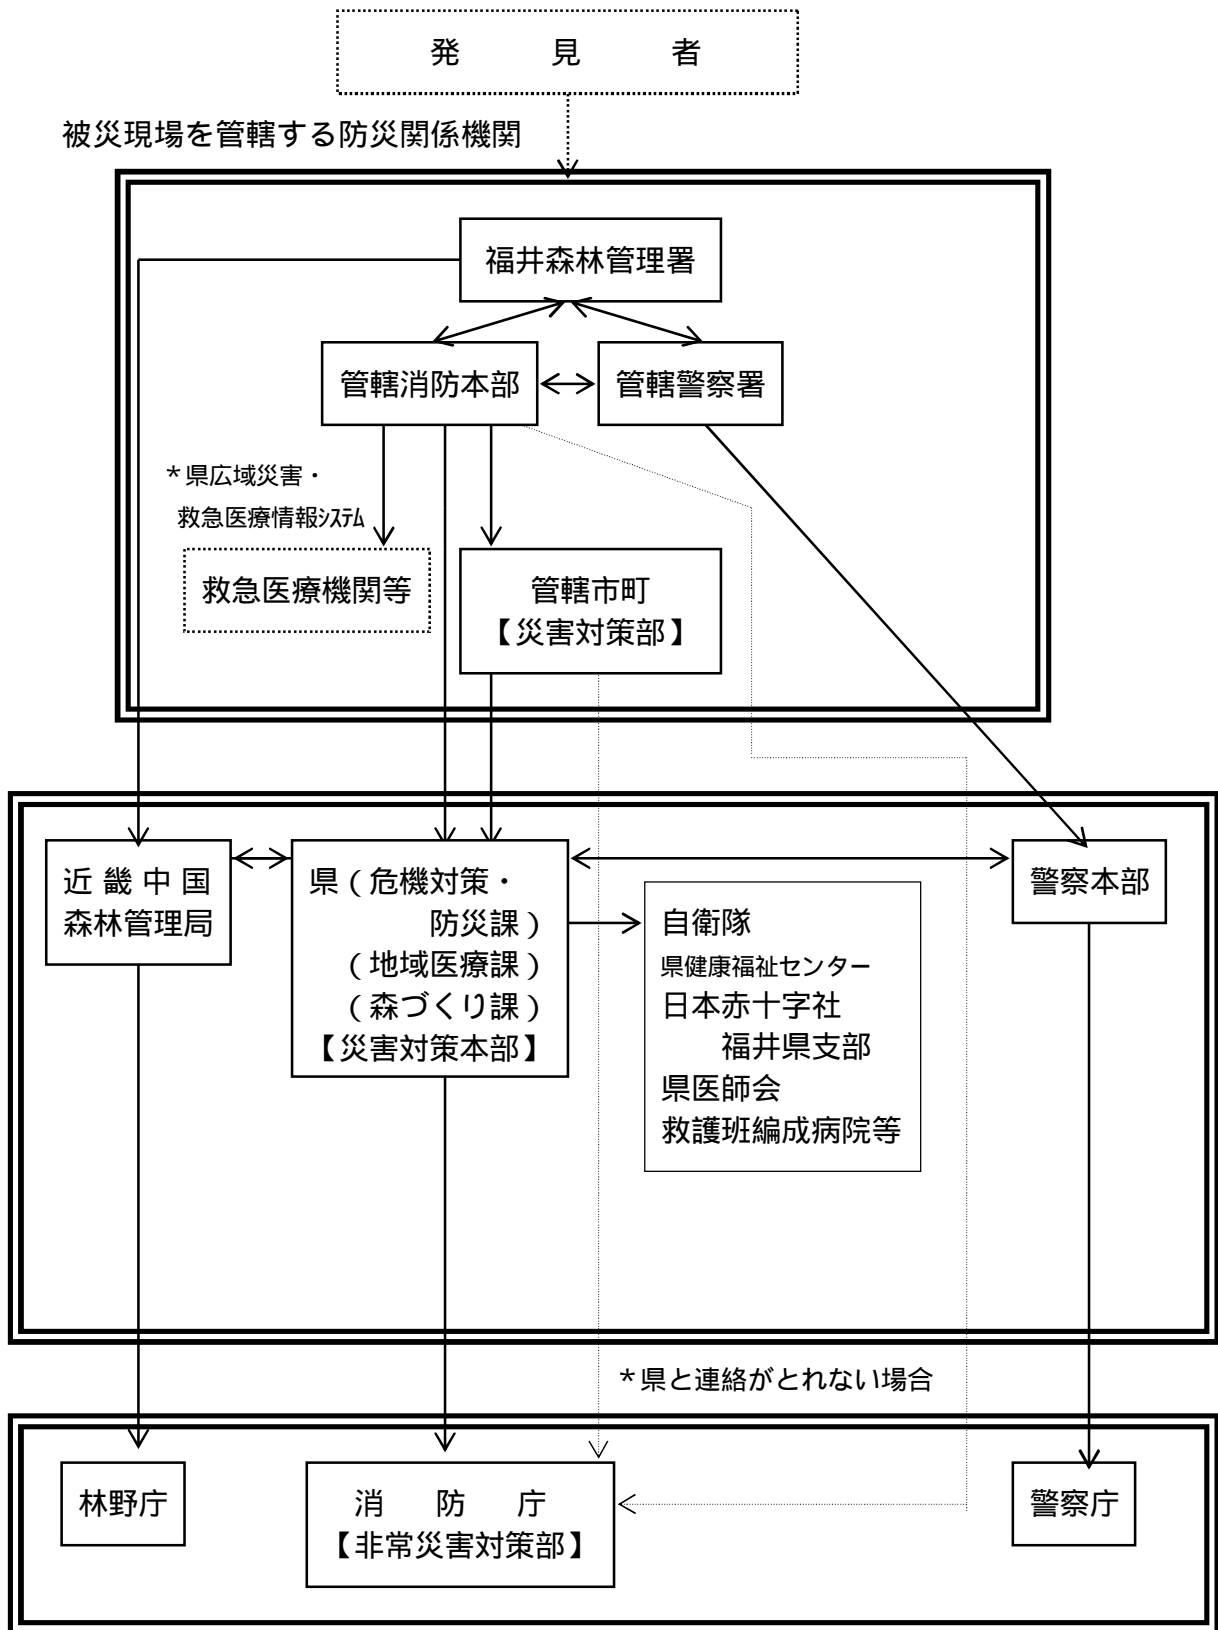 発　見　者
被災現場を管轄する防災関係機関
福井森林管理署
管轄消防本部
管轄警察署
*県広域災害・
救急医療情報ｼｽﾃﾑ
救急医療機関等
管轄市町
【災害対策部】
近畿中国
森林管理局
県（危機対策・
防災課）
（地域医療課）
（森づくり課）
【災害対策本部】
自衛隊
県健康福祉センター
日本赤十字社
福井県支部
県医師会
救護班編成病院等
警察本部
*県と連絡がとれない場合
林野庁
消　防　庁
【非常災害対策部】
警察庁